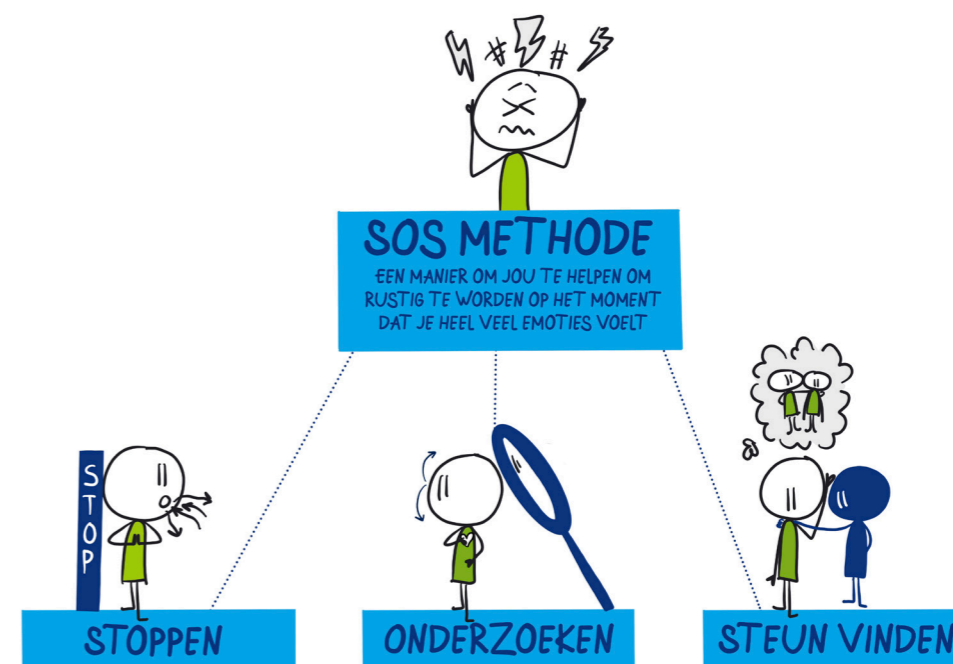 SOS METHODE
EEN MANIER OM JOU TE HELPEN OM
RUSTIG TE WORDEN OP HET MOMENT
DAT JE HEEL VEEL EMOTIES VOELT
STOP
STOPPEN
ONDERZOEKEN
STEUN VINDEN